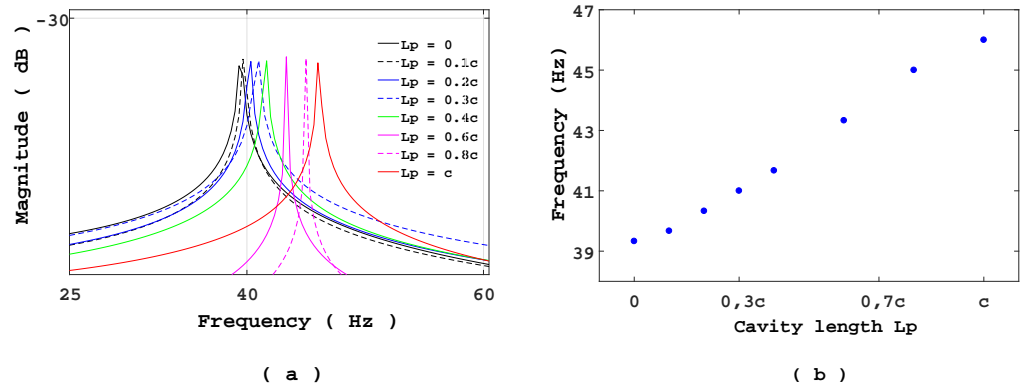 -30
Magnitude ( dB )
Lp = 0
Lp = 0.1c
Lp = 0.2c
Lp = 0.3c
Lp = 0.4c
Lp = 0.6c
Lp = 0.8c
Lp = c
25 40 60
Frequency ( Hz )
( a )
47
45
43
41
39
Frequency (Hz)
0 0,3c 0,7c c
Cavity length Lp
( b )